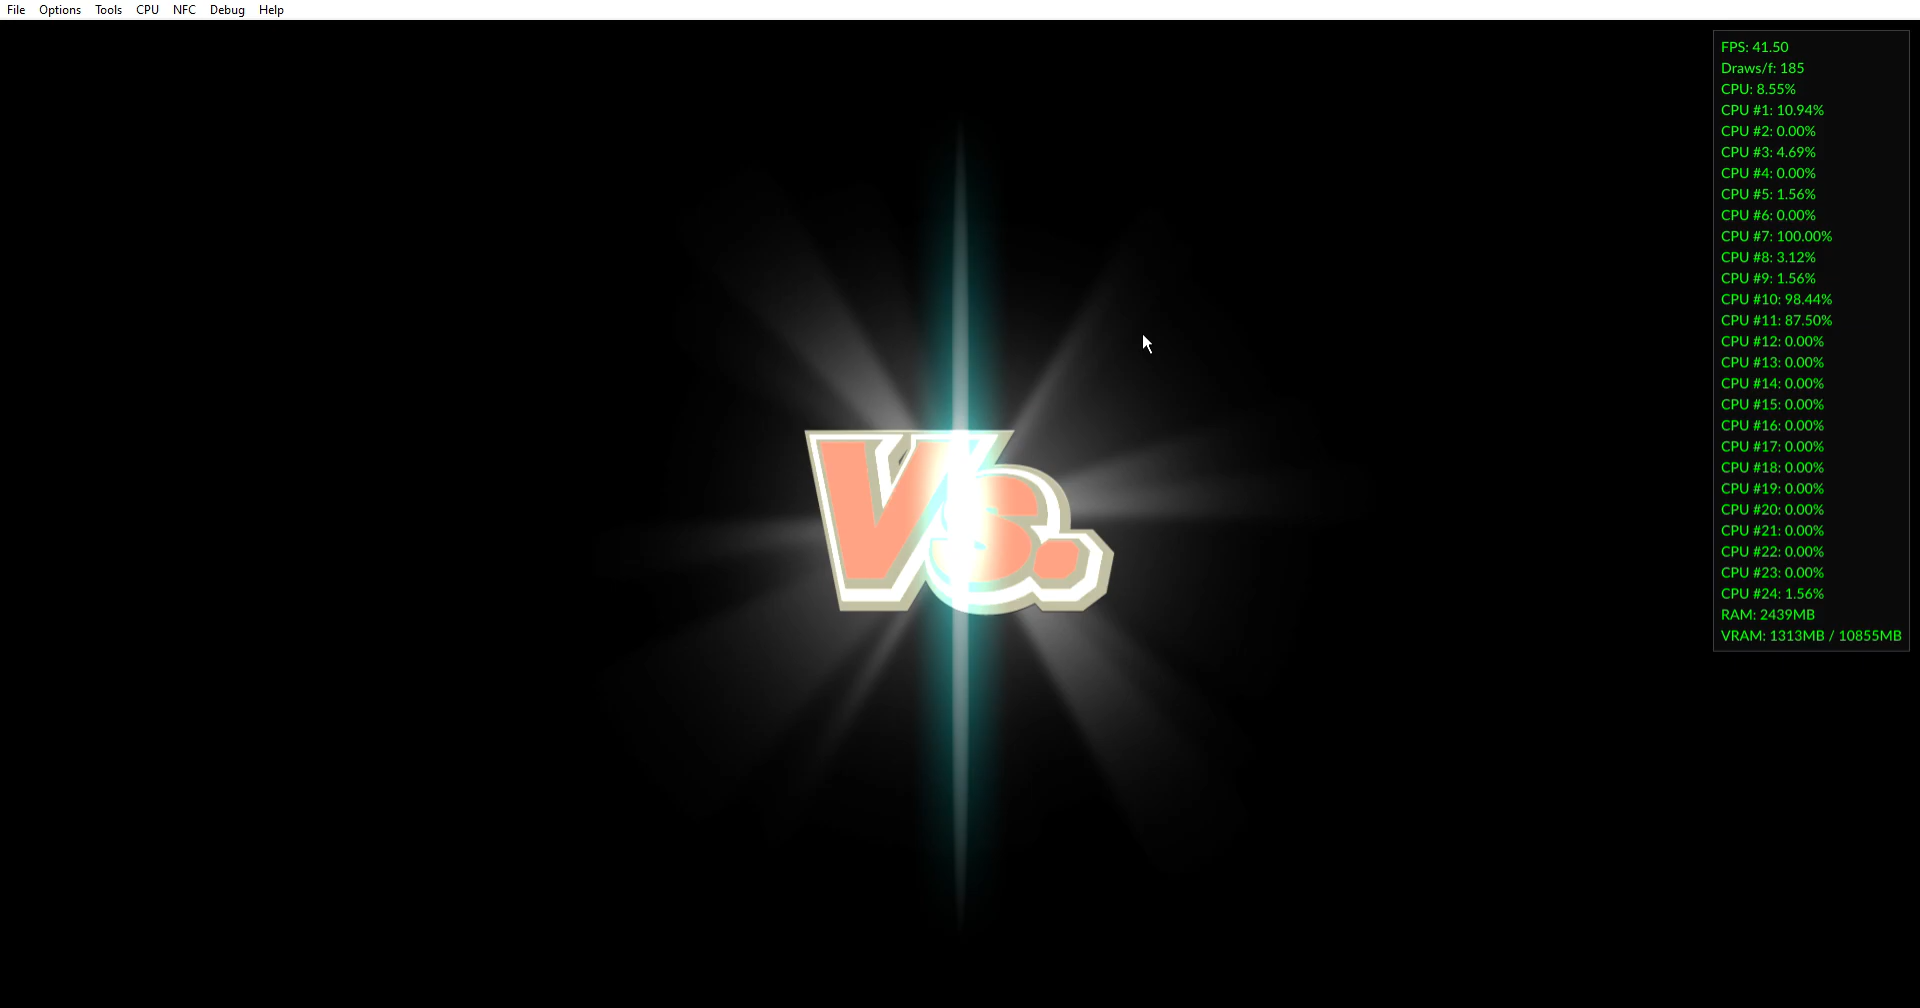 File Options Tools CPU NFC Debug Help
FPS: 41.50
Draws/f: 185
CPU: 8.55%
CPU #1: 10.94%
CPU #2: 0.00%
CPU #3: 4.69%
CPU #4: 0.00%
CPU #5: 1.56%
CPU #6: 0.00%
CPU #7: 100.00%
CPU #8: 3.12%
CPU #9: 1.56%
CPU #10: 98.44%
CPU #11: 87.50%
CPU #12: 0.00%
CPU #13: 0.00%
CPU #14: 0.00%
CPU #15: 0.00%
CPU #16: 0.00%
CPU #17: 0.00%
CPU #18: 0.00%
CPU #19: 0.00%
CPU #20: 0.00%
CPU #21: 0.00%
CPU #22: 0.00%
CPU #23: 0.00%
CPU #24: 1.56%
RAM: 2439MB
VRAM: 1313MB / 10855MB
Vs.